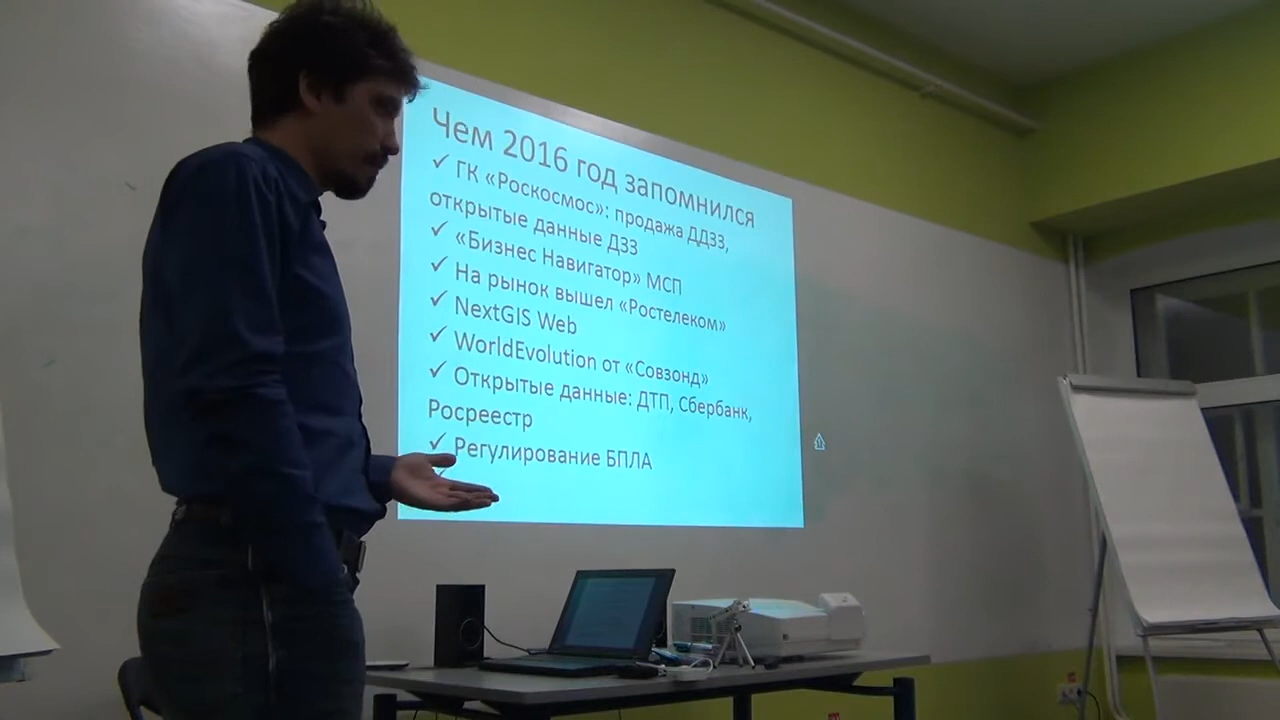 Чем 2016 год запомнился
✓ ГК «Роскосмос»: продажа ДДЗЗ,
открытые данные ДЗЗ
✓ «Бизнес Навигатор» МСП
✓ На рынок вышел «Ростелеком»
✓ NextGIS Web
✓ WorldEvolution от «Совзонд»
✓ Открытые данные: ДТП, Сбербанк,
Росреестр
✓ Регулирование БПЛА
✓